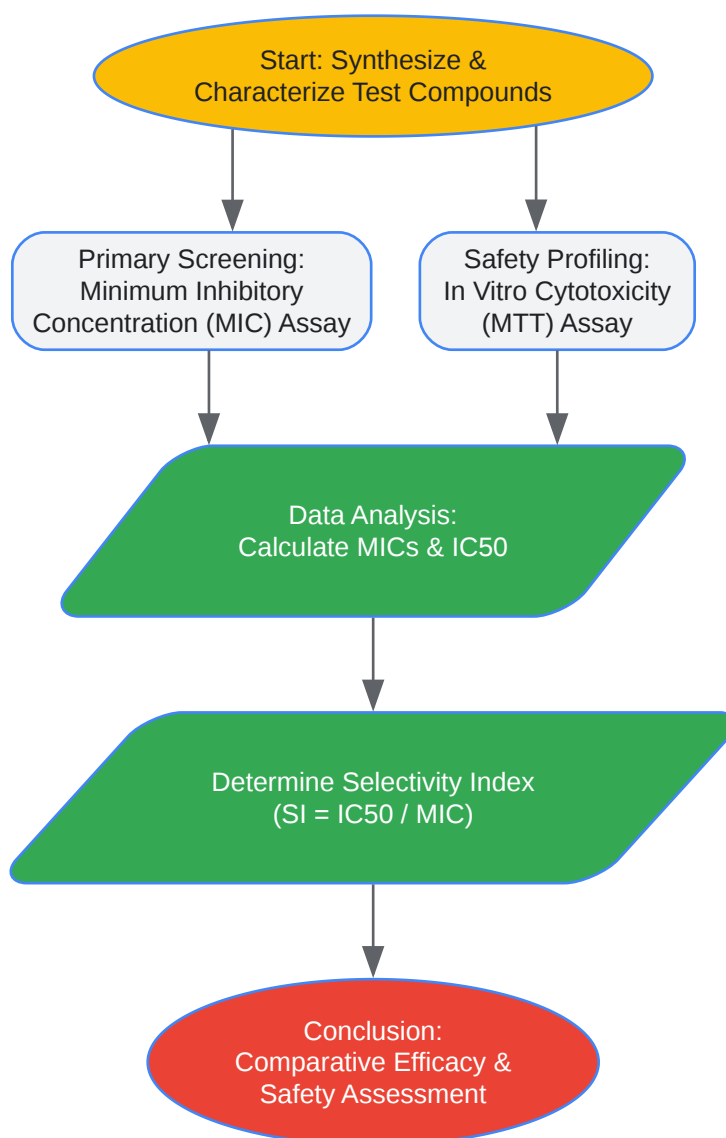 Start: Synthesize &
Characterize Test Compounds
Primary Screening:
Minimum Inhibitory
Concentration (MIC) Assay
Safety Profiling:
In Vitro Cytotoxicity
(MTT) Assay
Data Analysis:
Calculate MICs & IC50
Determine Selectivity Index
(SI = IC50 / MIC)
Conclusion:
Comparative Efficacy &
Safety Assessment